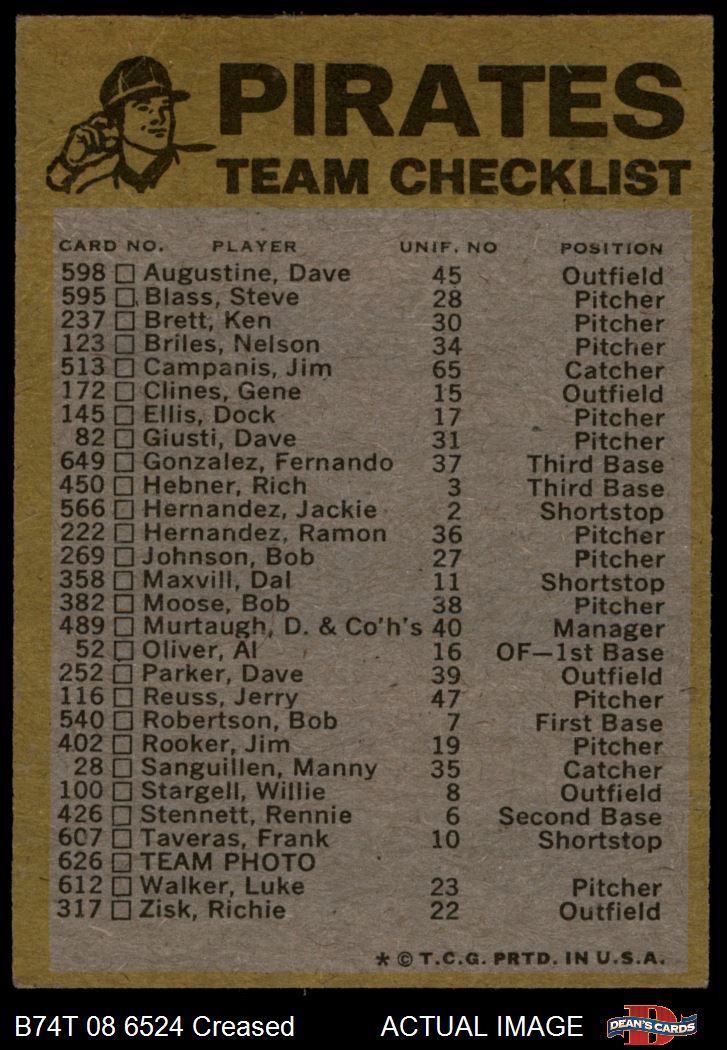 PIRATES
TEAM CHECKLIST
CARD NO. PLAYER UNIF. NO POSITION
598 Augustine, Dave 45 Outfield
595 Blass, Steve 28 Pitcher
237 Brett, Ken 30 Pitcher
123 Briles, Nelson 34 Pitcher
513 Campanis, Jim 65 Catcher
172 Clines, Gene 15 Outfield
145 Ellis, Dock 17 Pitcher
82 Giusti, Dave 31 Pitcher
649 Gonzalez, Fernando 37 Third Base
450 Hebner, Rich 3 Third Base
566 Hernandez, Jackie 2 Shortstop
222 Hernandez, Ramon 36 Pitcher
269 Johnson, Bob 27 Pitcher
358 Maxvill, Dal 11 Shortstop
382 Moose, Bob 38 Pitcher
489 Murtaugh, D. & Co'h's 40 Manager
52 Oliver, Al 16 OF—1st Base
252 Parker, Dave 39 Outfield
116 Reuss, Jerry 47 Pitcher
540 Robertson, Bob 7 First Base
402 Rooker, Jim 19 Pitcher
28 Sanguillen, Manny 35 Catcher
100 Stargell, Willie 8 Outfield
426 Stennett, Rennie 6 Second Base
607 Taveras, Frank 10 Shortstop
626 TEAM PHOTO
612 Walker, Luke 23 Pitcher
317 Zisk, Richie 22 Outfield
* © T.C.G. PRTD. IN U.S.A.
B74T 08 6524 Creased ACTUAL IMAGE DEAN'S CARDS